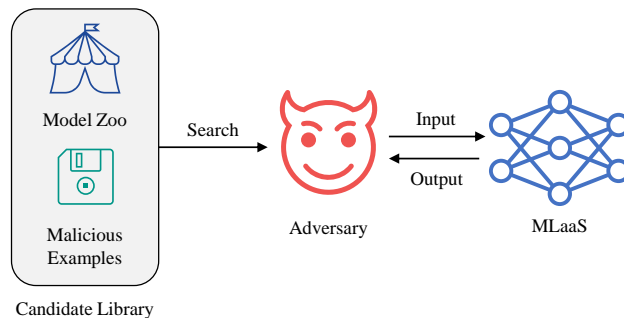 Model Zoo
Malicious
Examples
Candidate Library
Search
Adversary
Input
Output
MLaaS